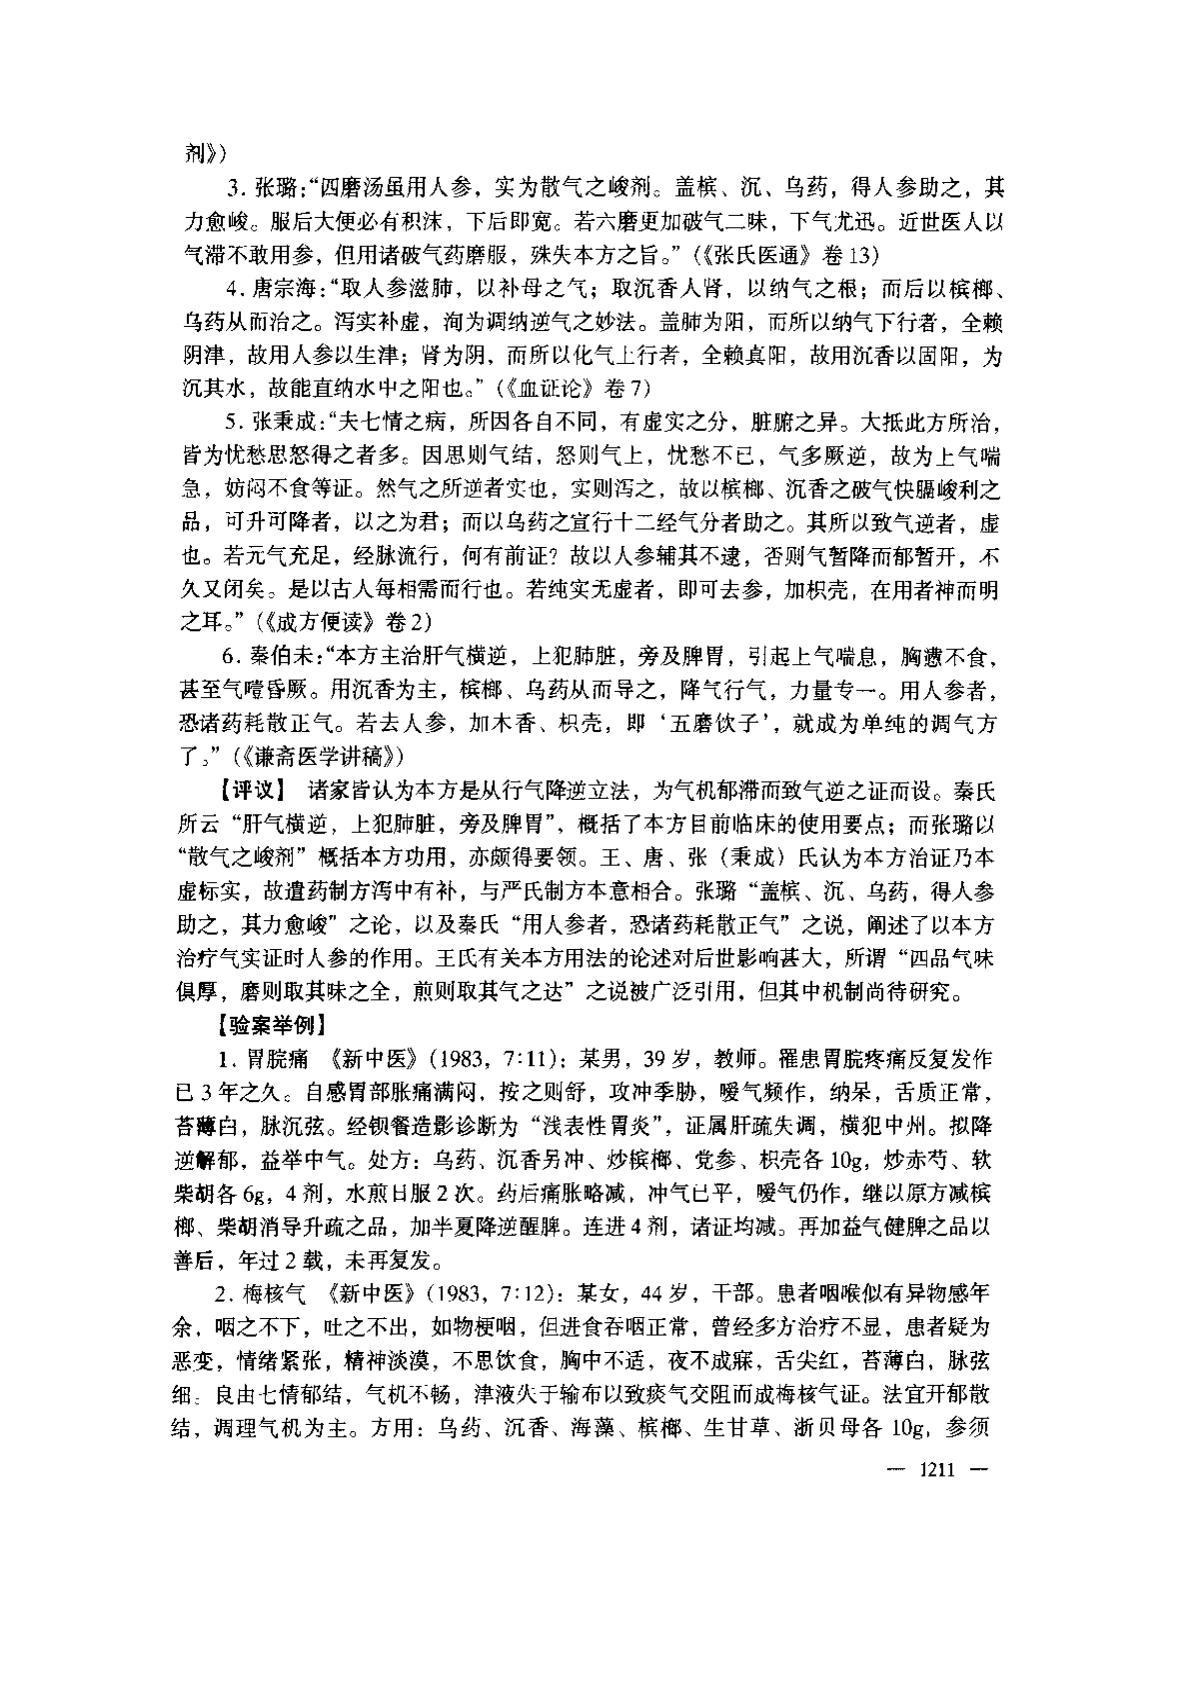 剂》)
3. 张璐:“四磨汤虽用人参，实为散气之峻剂。盖槟、沉、乌药，得人参助之，其
力愈峻。服后大便必有积沫，下后即宽。若六磨更加破气二味，下气尤迅。近世医人以
气滞不敢用参，但用诸破气药磨服，殊失本方之旨。”(《张氏医通》卷 13)
4. 唐宗海:“取人参滋肺，以补母之气；取沉香人肾，以纳气之根；而后以槟榔、
乌药从而治之。泻实补虚，洵为调纳逆气之妙法。盖肺为阳，而所以纳气下行者，全赖
阴津，故用人参以生津；肾为阴，而所以化气上行者，全赖真阳，故用沉香以固阳，为
沉其水，故能直纳水中之阳也。”(《血证论》卷 7)
5. 张秉成:“夫七情之病，所因各自不同，有虚实之分，脏腑之异。大抵此方所治，
皆为忧愁思怒得之者多。因思则气结，怒则气上，忧愁不已，气多厥逆，故为上气喘
急，妨闷不食等证。然气之所逆者实也，实则泻之，故以槟榔、沉香之破气快膈峻利之
品，可升可降者，以之为君；而以乌药之宣行十二经气分者助之。其所以致气逆者，虚
也。若元气充足，经脉流行，何有前证? 故以人参辅其不逮，否则气暂降而郁暂开，不
久又闭矣。是以古人每相需而行也。若纯实无虚者，即可去参，加枳壳，在用者神而明
之耳。”(《成方便读》卷 2)
6. 秦伯未:“本方主治肝气横逆，上犯肺脏，旁及脾胃，引起上气喘息，胸懑不食，
甚至气噎昏厥。用沉香为主，槟榔、乌药从而导之，降气行气，力量专一。用人参者，
恐诸药耗散正气。若去人参，加木香、枳壳，即‘五磨饮子’，就成为单纯的调气方
了。”(《谦斋医学讲稿》)
【评议】 诸家皆认为本方是从行气降逆立法，为气机郁滞而致气逆之证而设。秦氏
所云“肝气横逆，上犯肺脏，旁及脾胃”，概括了本方目前临床的使用要点；而张璐以
“散气之峻剂”概括本方功用，亦颇得要领。王、唐、张（秉成）氏认为本方治证乃本
虚标实，故遣药制方泻中有补，与严氏制方本意相合。张璐“盖槟、沉、乌药，得人参
助之，其力愈峻”之论，以及秦氏“用人参者，恐诸药耗散正气”之说，阐述了以本方
治疗气实证时人参的作用。王氏有关本方用法的论述对后世影响甚大，所谓“四品气味
俱厚，磨则取其味之全，煎则取其气之达”之说被广泛引用，但其中机制尚待研究。
【验案举例】
1. 胃脘痛 《新中医》(1983, 7:11)：某男，39 岁，教师。罹患胃脘疼痛反复发作
已 3 年之久。自感胃部胀痛满闷，按之则舒，攻冲季胁，嗳气频作，纳呆，舌质正常，
苔薄白，脉沉弦。经钡餐造影诊断为“浅表性胃炎”，证属肝疏失调，横犯中州。拟降
逆解郁，益举中气。处方：乌药、沉香另冲、炒槟榔、党参、枳壳各 10g，炒赤芍、软
柴胡各 6g，4 剂，水煎日服 2 次。药后痛胀略减，冲气已平，嗳气仍作，继以原方减槟
榔、柴胡消导升疏之品，加半夏降逆醒脾。连进 4 剂，诸证均减。再加益气健脾之品以
善后，年过 2 载，未再复发。
2. 梅核气 《新中医》(1983, 7:12)：某女，44 岁，干部。患者咽喉似有异物感年
余，咽之不下，吐之不出，如物梗咽，但进食吞咽正常，曾经多方治疗不显，患者疑为
恶变，情绪紧张，精神淡漠，不思饮食，胸中不适，夜不成寐，舌尖红，苔薄白，脉弦
细。良由七情郁结，气机不畅，津液失于输布以致痰气交阻而成梅核气证。法宜开郁散
结，调理气机为主。方用：乌药、沉香、海藻、槟榔、生甘草、浙贝母各 10g，参须
— 1211 —